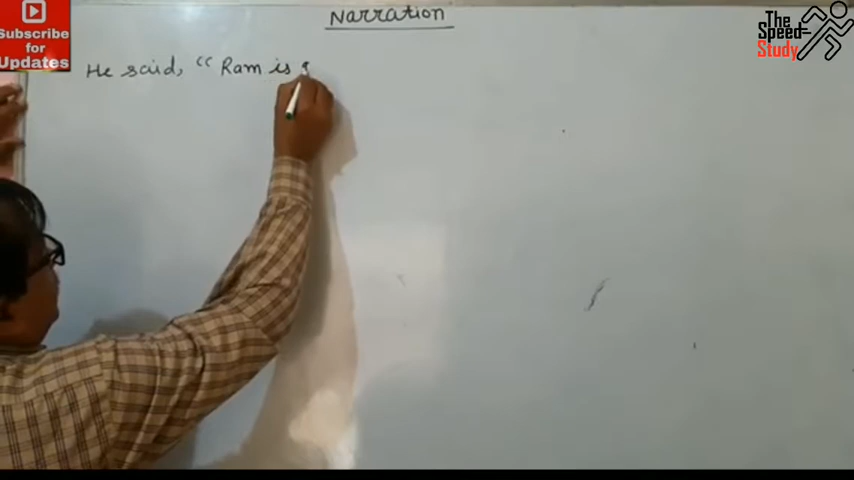 Narration
Subscribe
for
Updates
The
Speed
Study
He said, “ Ram is